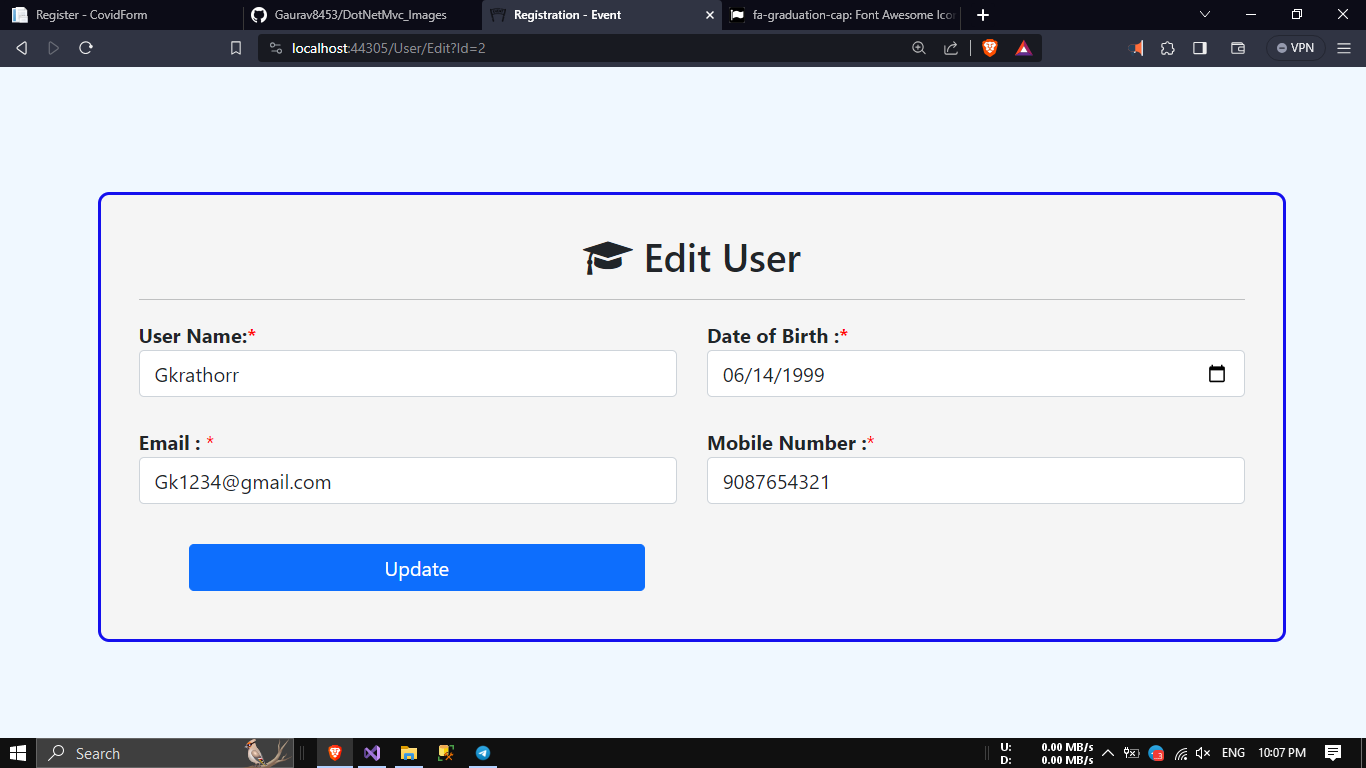 Register - CovidForm
Gaurav8453/DotNetMvc_Images
Registration - Event
fa-graduation-cap: Font Awesome Icon
localhost:44305/User/Edit?Id=2
VPN
Edit User
User Name:*
Date of Birth :*
Gkrathorr
06/14/1999
Email : *
Mobile Number :*
Gk1234@gmail.com
9087654321
Update
Search
U: 0.00 MB/s
D: 0.00 MB/s
ENG
10:07 PM